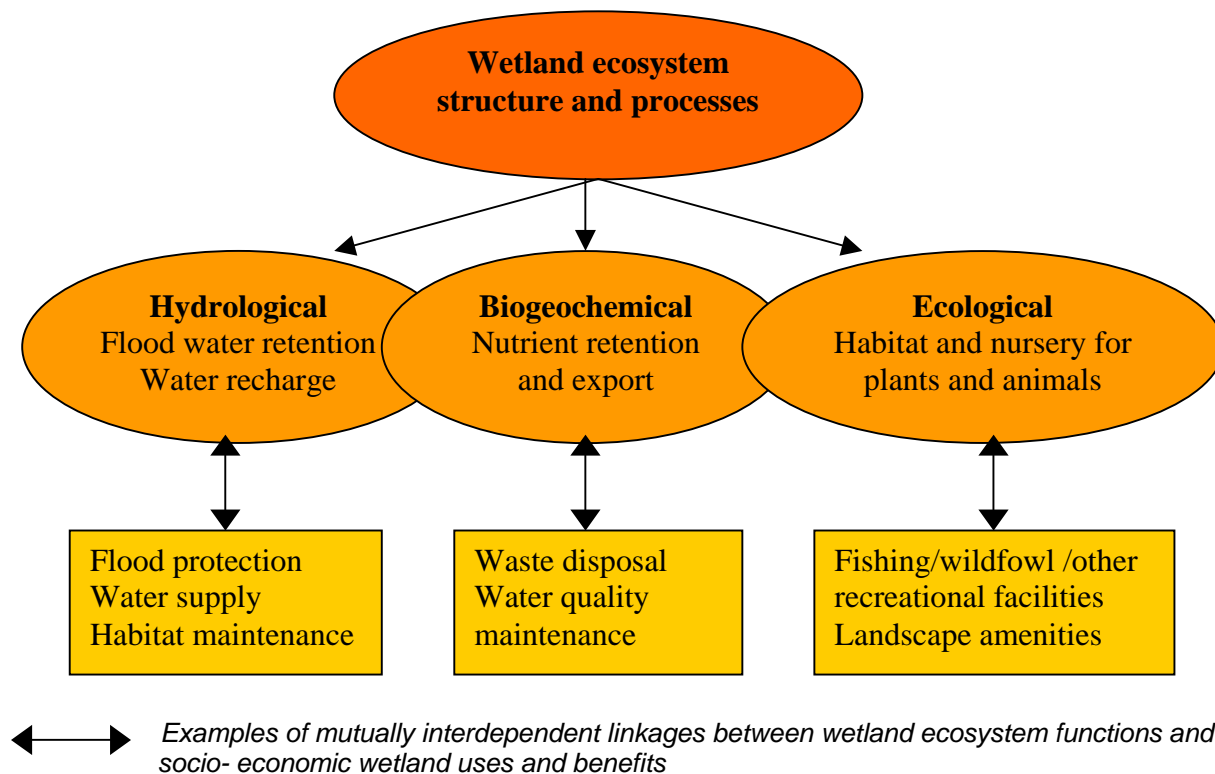 Wetland ecosystem
structure and processes
Hydrological
Flood water retention
Water recharge
Biogeochemical
Nutrient retention
and export
Ecological
Habitat and nursery for
plants and animals
Flood protection
Water supply
Habitat maintenance
Waste disposal
Water quality
maintenance
Fishing/wildfowl /other
recreational facilities
Landscape amenities
Examples of mutually interdependent linkages between wetland ecosystem functions and
socio- economic wetland uses and benefits